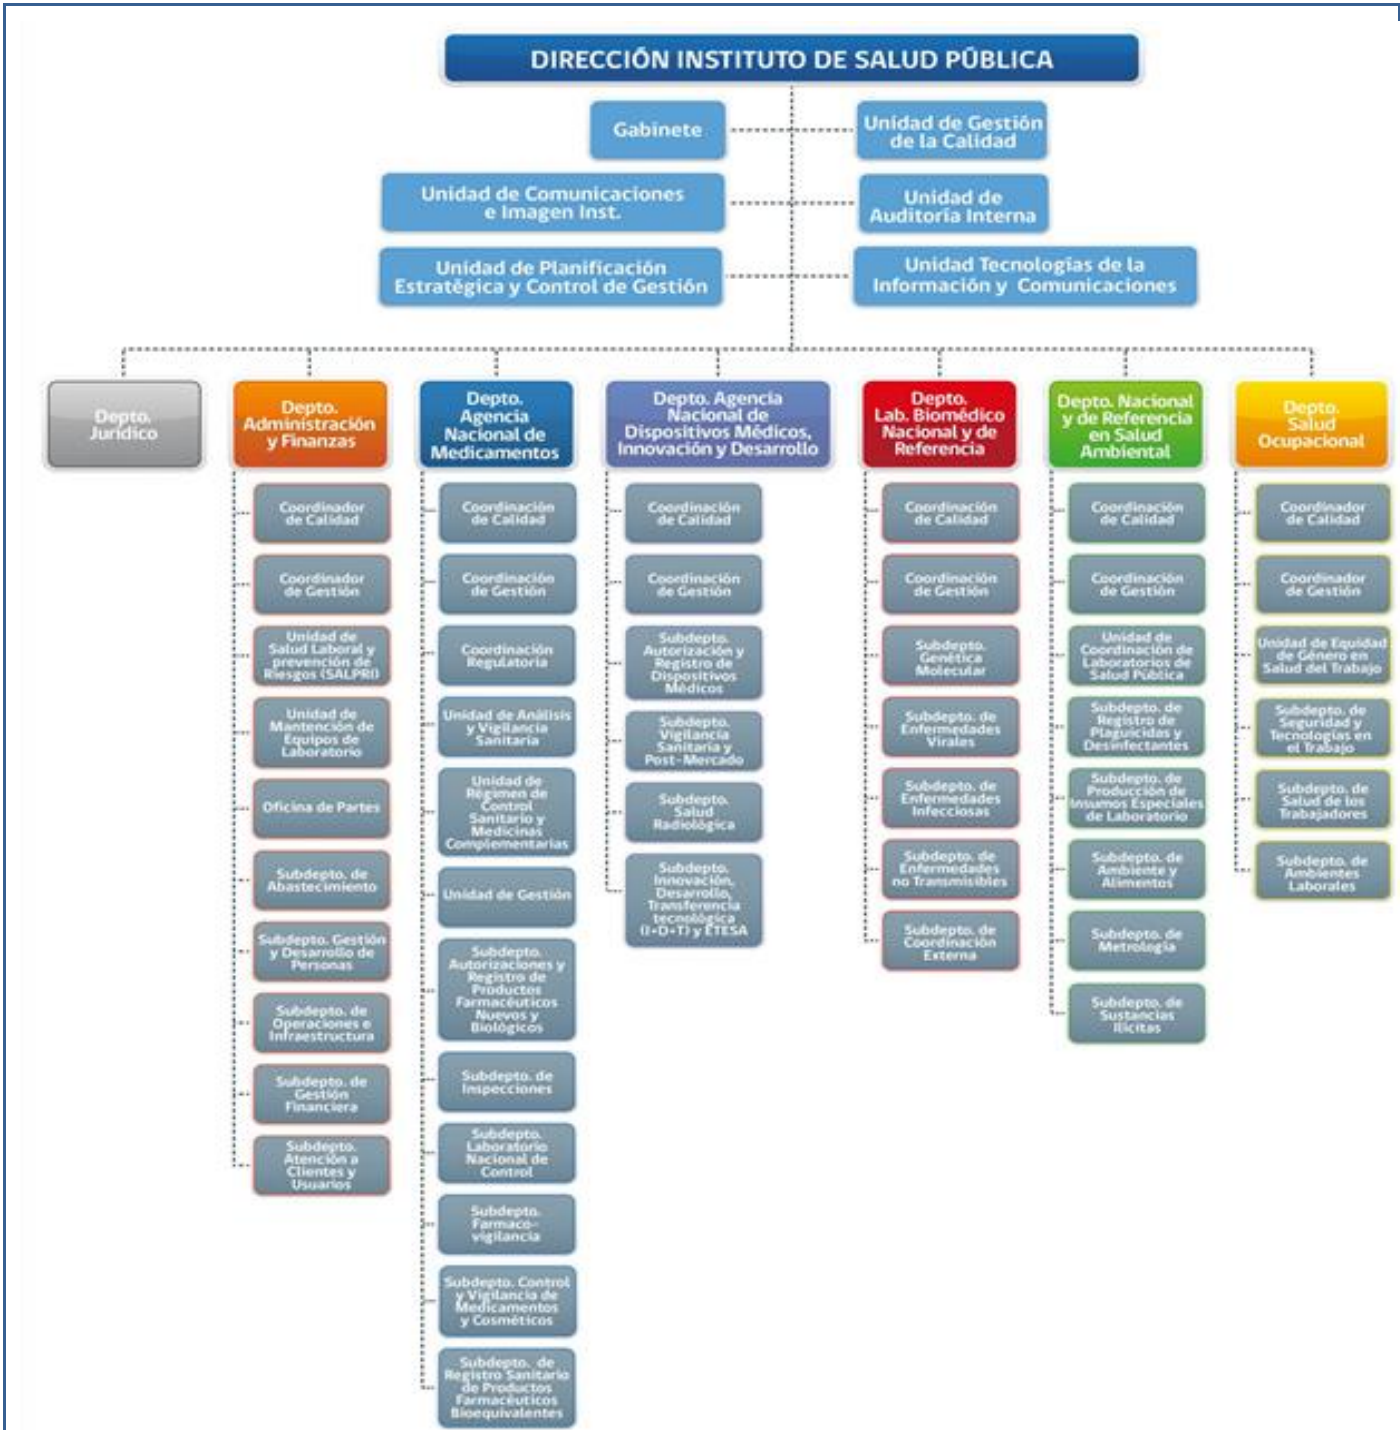 DIRECCIÓN INSTITUTO DE SALUD PÚBLICA
Gabinete
Unidad de Gestión
de la Calidad
Unidad de Comunicaciones
e Imagen Inst.
Unidad de
Auditoría Interna
Unidad de Planificación
Estratégica y Control de Gestión
Unidad Tecnologías de la
Información y Comunicaciones
Depto.
Jurídico
Depto.
Administración
y Finanzas
Depto.
Agencia
Nacional de
Medicamentos
Depto. Agencia
Nacional de
Dispositivos Médicos,
Innovación y Desarrollo
Depto.
Lab. Biomédico
Nacional y de
Referencia
Depto. Nacional
y de Referencia
en Salud
Ambiental
Depto.
Salud
Ocupacional
Coordinador
de Calidad
Coordinador
de Gestión
Unidad de
Salud Laboral y
prevención de
Riesgos (SALPRI)
Unidad de
Mantención de
Equipos de
Laboratorio
Oficina de Partes
Subdepto. de
Abastecimiento
Subdepto. Gestión
y Desarrollo de
Personas
Subdepto. de
Operaciones e
Infraestructura
Subdepto. de
Gestión
Financiera
Subdepto.
Atención a
Clientes y
Usuarios
Coordinación
de Calidad
Coordinación
de Gestión
Coordinación
Regulatoria
Unidad de Análisis
y Vigilancia
Sanitaria
Unidad de
Régimen de
Control
Sanitario y
Medicinas
Complementarias
Unidad de Gestión
Subdepto.
Autorizaciones y
Registro de
Productos
Farmacéuticos
Nuevos y
Biológicos
Subdepto. de
Inspecciones
Subdepto.
Laboratorio
Nacional de
Control
Subdepto.
Farmaco-
vigilancia
Subdepto. Control
y Vigilancia de
Medicamentos
y Cosméticos
Subdepto. de
Registro Sanitario
de Productos
Farmacéuticos
Bioequivalentes
Coordinación
de Calidad
Coordinación
de Gestión
Subdepto.
Autorización y
Registro de
Dispositivos
Médicos
Subdepto.
Vigilancia
Sanitaria y
Post-Mercado
Subdepto.
Salud
Radiológica
Subdepto.
Innovación,
Desarrollo,
Transferencia
tecnológica
(I+D+T) y ETESA
Coordinación
de Calidad
Coordinación
de Gestión
Subdepto.
Genética
Molecular
Subdepto. de
Enfermedades
Virales
Subdepto. de
Enfermedades
Infecciosas
Subdepto. de
Enfermedades
no Transmisibles
Subdepto. de
Coordinación
Externa
Coordinación
de Calidad
Coordinación
de Gestión
Unidad de
Coordinación de
Laboratorios de
Salud Pública
Subdepto. de
Registro de
Plaguicidas y
Desinfectantes
Subdepto. de
Producción de
Insumos Especiales
de Laboratorio
Subdepto. de
Ambiente y
Alimentos
Subdepto. de
Metrología
Subdepto. de
Sustancias
Ilícitas
Coordinador
de Calidad
Coordinador
de Gestión
Unidad de Equidad
de Género en
Salud del Trabajo
Subdepto. de
Seguridad y
Tecnologías en
el Trabajo
Subdepto. de
Salud de los
Trabajadores
Subdepto. de
Ambientes
Laborales